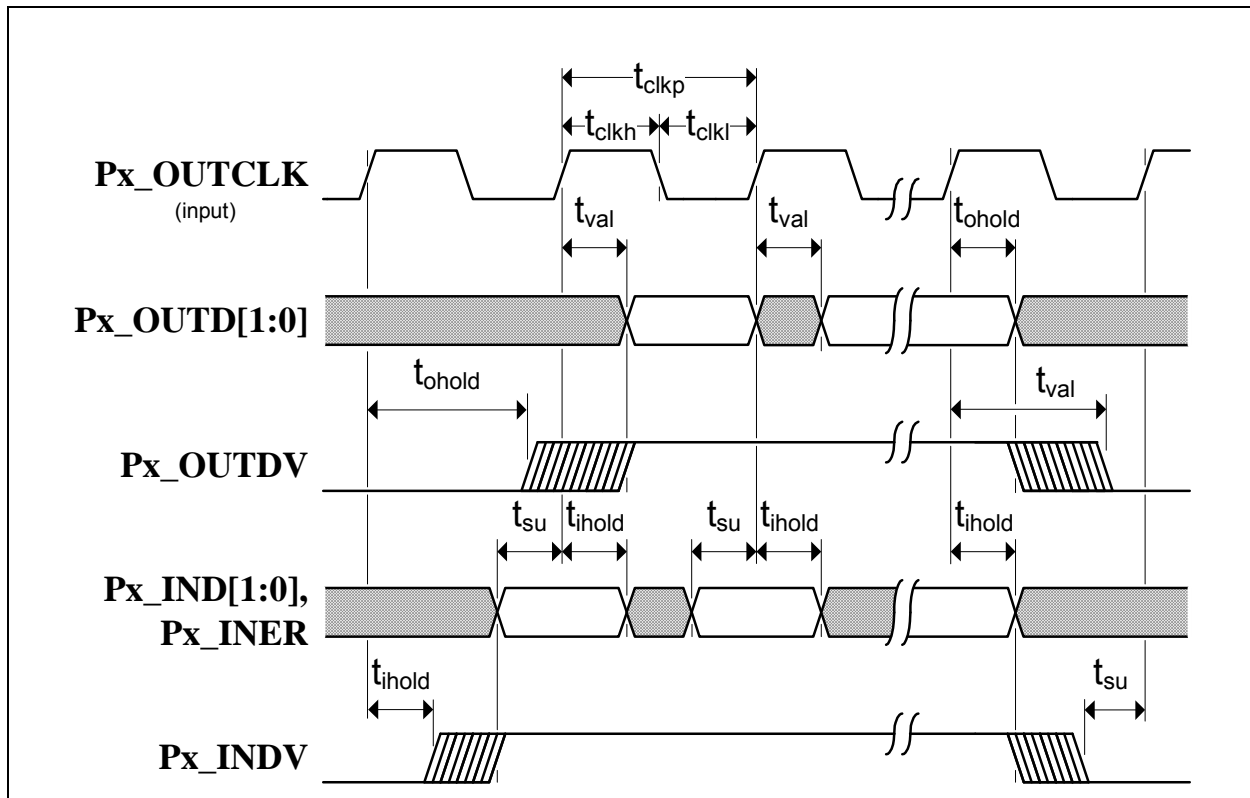 tclkp
tclkh tclkl
Px_OUTCLK
(input)
tval tval tohold
Px_OUTD[1:0]
tohold tval
Px_OUTDV
tsu tihold tsu tihold tihold
Px_IND[1:0],
Px_INER
tihold tsu
Px_INDV